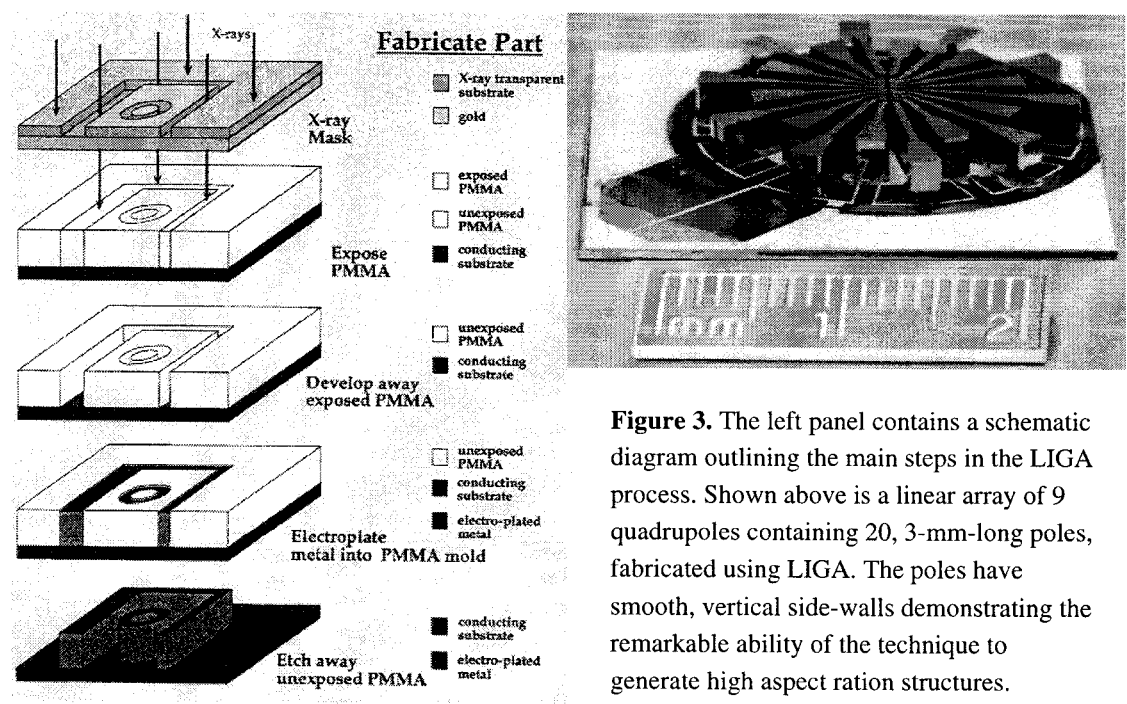 Fabricate Part
X-rays
X-ray transparent
substrate
gold
X-ray
Mask
exposed
PMMA
unexposed
PMMA
conducting
substrate
Expose
PMMA
unexposed
PMMA
conducting
substrate
Develop away
exposed PMMA
unexposed
PMMA
conducting
substrate
electro-plated
metal
Electroplate
metal into PMMA mold
conducting
substrate
electro-plated
metal
Etch away
unexposed PMMA
mm 1 2
Figure 3. The left panel contains a schematic
diagram outlining the main steps in the LIGA
process. Shown above is a linear array of 9
quadrupoles containing 20, 3-mm-long poles,
fabricated using LIGA. The poles have
smooth, vertical side-walls demonstrating the
remarkable ability of the technique to
generate high aspect ration structures.